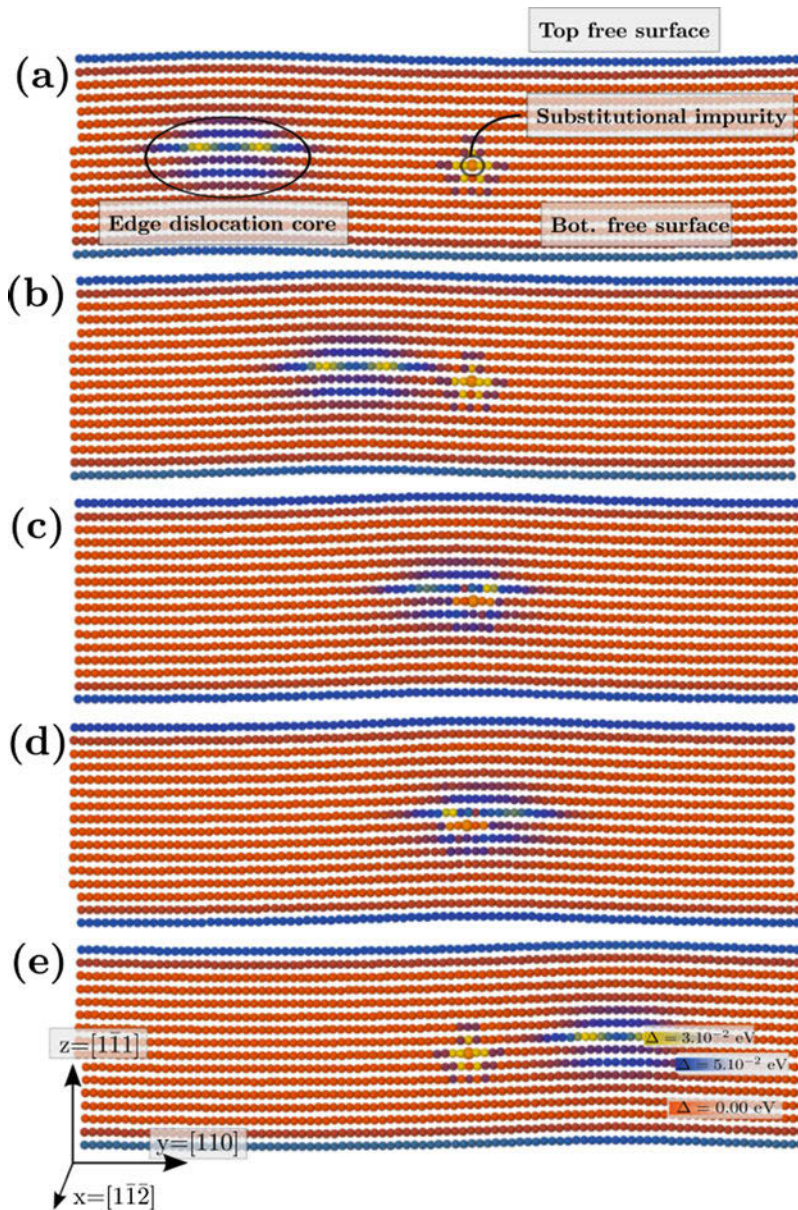 Top free surface
(a)
Substitutional impurity
Edge dislocation core
Bot. free surface
(b)
(c)
(d)
(e)
Δ = 3.10⁻² eV
z=[11̄1]
Δ = 5.10⁻² eV
Δ = 0.00 eV
y=[110]
x=[11̄2̄]